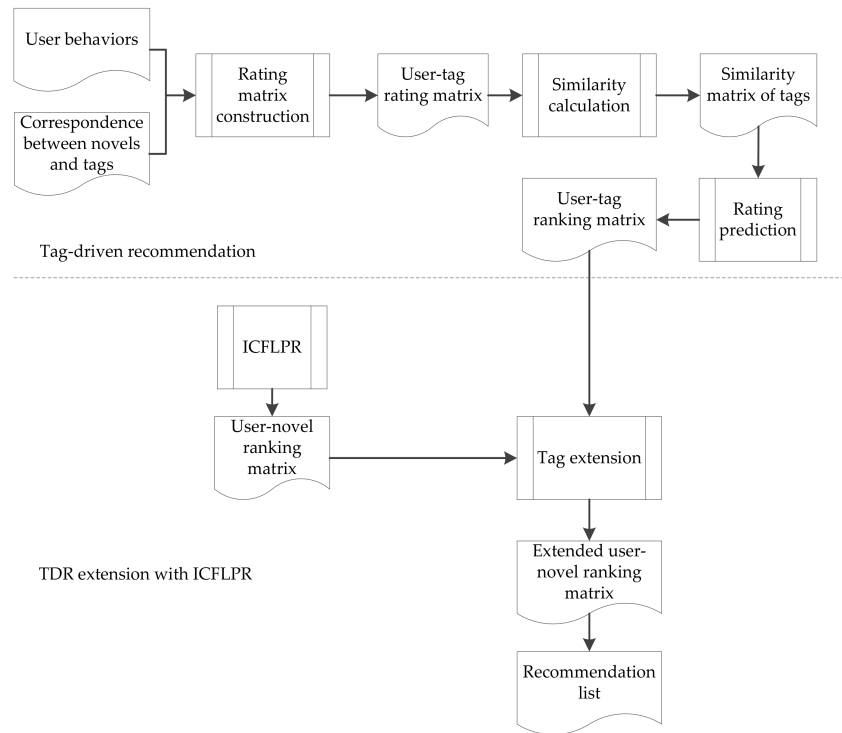 User behaviors
Correspondence
between novels
and tags
Rating
matrix
construction
User-tag
rating matrix
Similarity
calculation
Similarity
matrix of tags
User-tag
ranking matrix
Rating
prediction
Tag-driven recommendation
ICFLPR
User-novel
ranking
matrix
Tag extension
Extended user-
novel ranking
matrix
TDR extension with ICFLPR
Recommendation
list